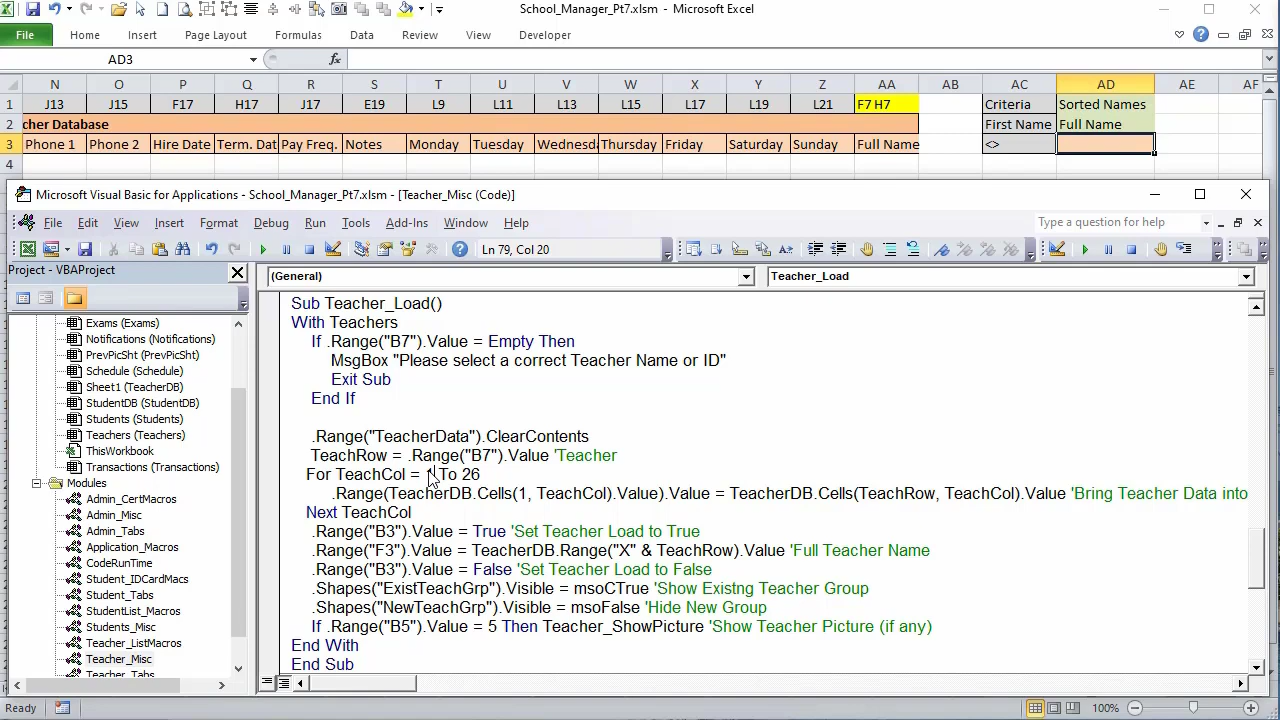 School_Manager_Pt7.xlsm - Microsoft Excel
File Home Insert Page Layout Formulas Data Review View Developer
AD3 fx
N O P Q R S T U V W X Y Z AA AB AC AD AE AF
1 J13 J15 F17 H17 J17 E19 L9 L11 L13 L15 L17 L19 L21 F7 H7 Criteria Sorted Names
2 cher Database First Name Full Name
3 Phone 1 Phone 2 Hire Date Term. Dat Pay Freq. Notes Monday Tuesday Wednesd Thursday Friday Saturday Sunday Full Name <>
4
Microsoft Visual Basic for Applications - School_Manager_Pt7.xlsm - [Teacher_Misc (Code)]
File Edit View Insert Format Debug Run Tools Add-Ins Window Help Type a question for help
Ln 79, Col 20
Project - VBAProject
(General) Teacher_Load
Exams (Exams)
Notifications (Notifications)
PrevPicSht (PrevPicSht)
Schedule (Schedule)
Sheet1 (TeacherDB)
StudentDB (StudentDB)
Students (Students)
Teachers (Teachers)
ThisWorkbook
Transactions (Transactions)
Modules
Admin_CertMacros
Admin_Misc
Admin_Tabs
Application_Macros
CodeRunTime
Student_IDCardMacs
Student_Tabs
StudentList_Macros
Students_Misc
Teacher_ListMacros
Teacher_Misc
Teacher_Tabs
Sub Teacher_Load()
With Teachers
If .Range("B7").Value = Empty Then
MsgBox "Please select a correct Teacher Name or ID"
Exit Sub
End If
.Range("TeacherData").ClearContents
TeachRow = .Range("B7").Value 'Teacher
For TeachCol = 1 To 26
.Range(TeacherDB.Cells(1, TeachCol).Value).Value = TeacherDB.Cells(TeachRow, TeachCol).Value 'Bring Teacher Data into
Next TeachCol
.Range("B3").Value = True 'Set Teacher Load to True
.Range("F3").Value = TeacherDB.Range("X" & TeachRow).Value 'Full Teacher Name
.Range("B3").Value = False 'Set Teacher Load to False
.Shapes("ExistTeachGrp").Visible = msoCTrue 'Show Existng Teacher Group
.Shapes("NewTeachGrp").Visible = msoFalse 'Hide New Group
If .Range("B5").Value = 5 Then Teacher_ShowPicture 'Show Teacher Picture (if any)
End With
End Sub
Ready 100%